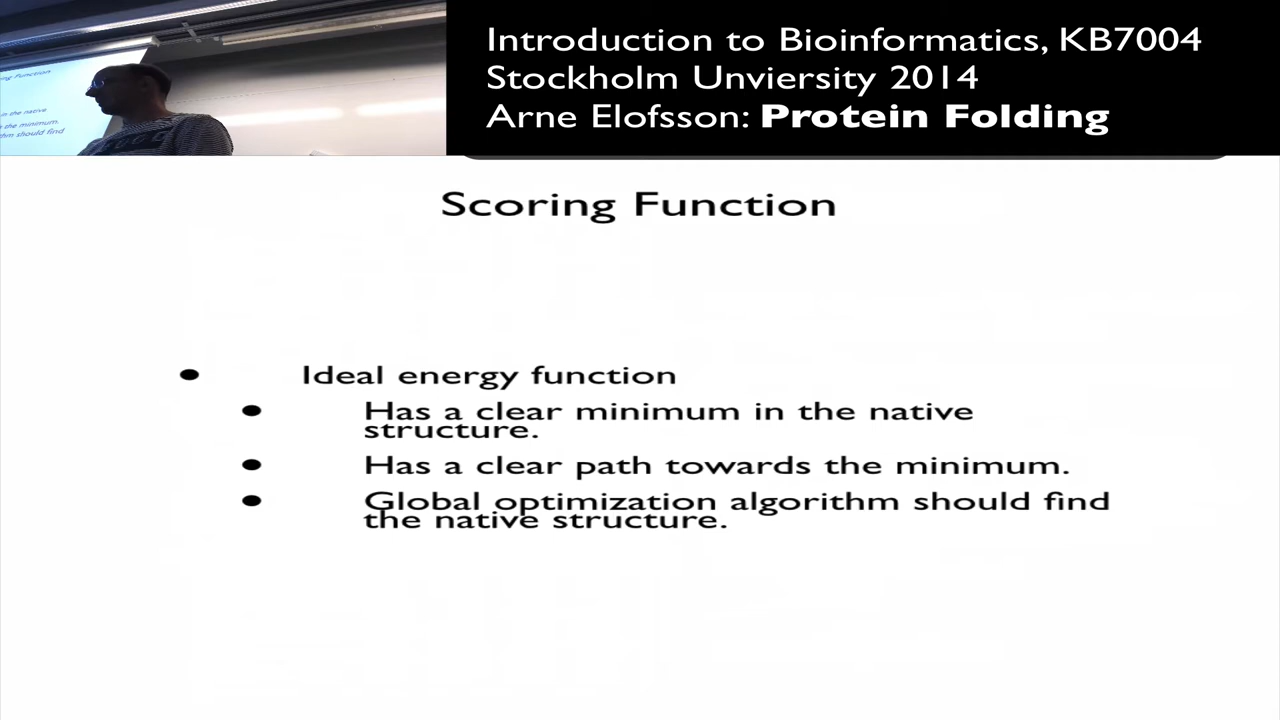 Introduction to Bioinformatics, KB7004
Stockholm Unviersity 2014
Arne Elofsson: Protein Folding
Scoring Function
• Ideal energy function
• Has a clear minimum in the native
structure.
• Has a clear path towards the minimum.
• Global optimization algorithm should find
the native structure.